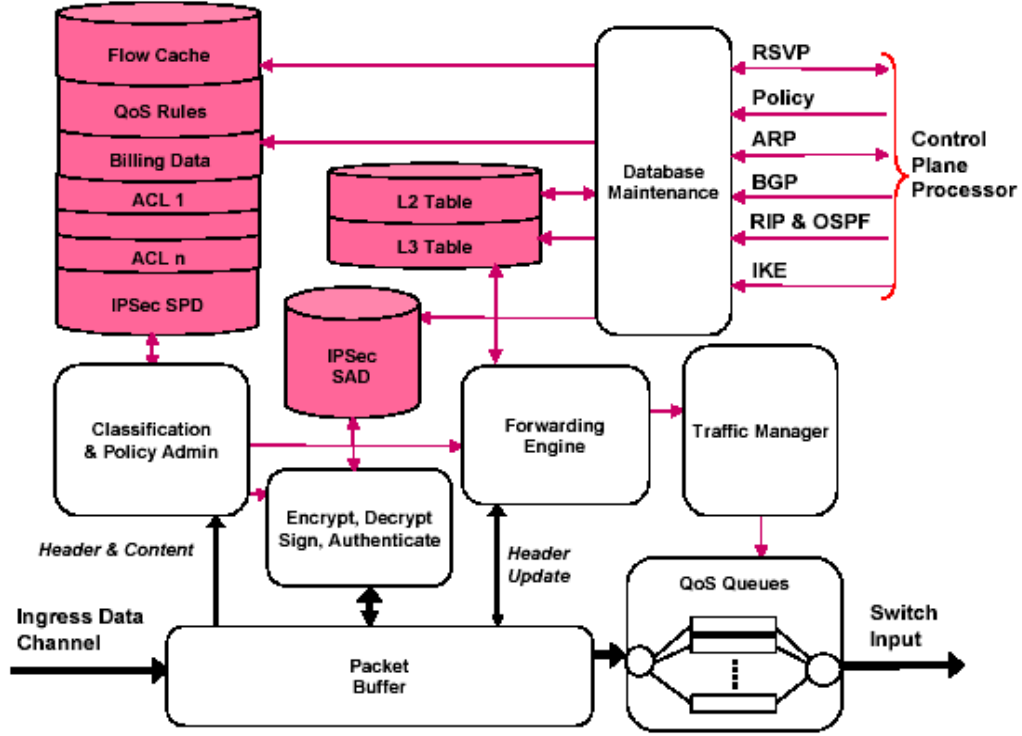 Flow Cache
QoS Rules
Billing Data
ACL 1
ACL n
IPSec SPD
L2 Table
L3 Table
IPSec
SAD
Database
Maintenance
RSVP
Policy
ARP
BGP
RIP & OSPF
IKE
Control
Plane
Processor
Classification
& Policy Admin
Forwarding
Engine
Traffic Manager
Encrypt, Decrypt
Sign, Authenticate
Header & Content
Header
Update
QoS Queues
Ingress Data
Channel
Packet
Buffer
Switch
Input